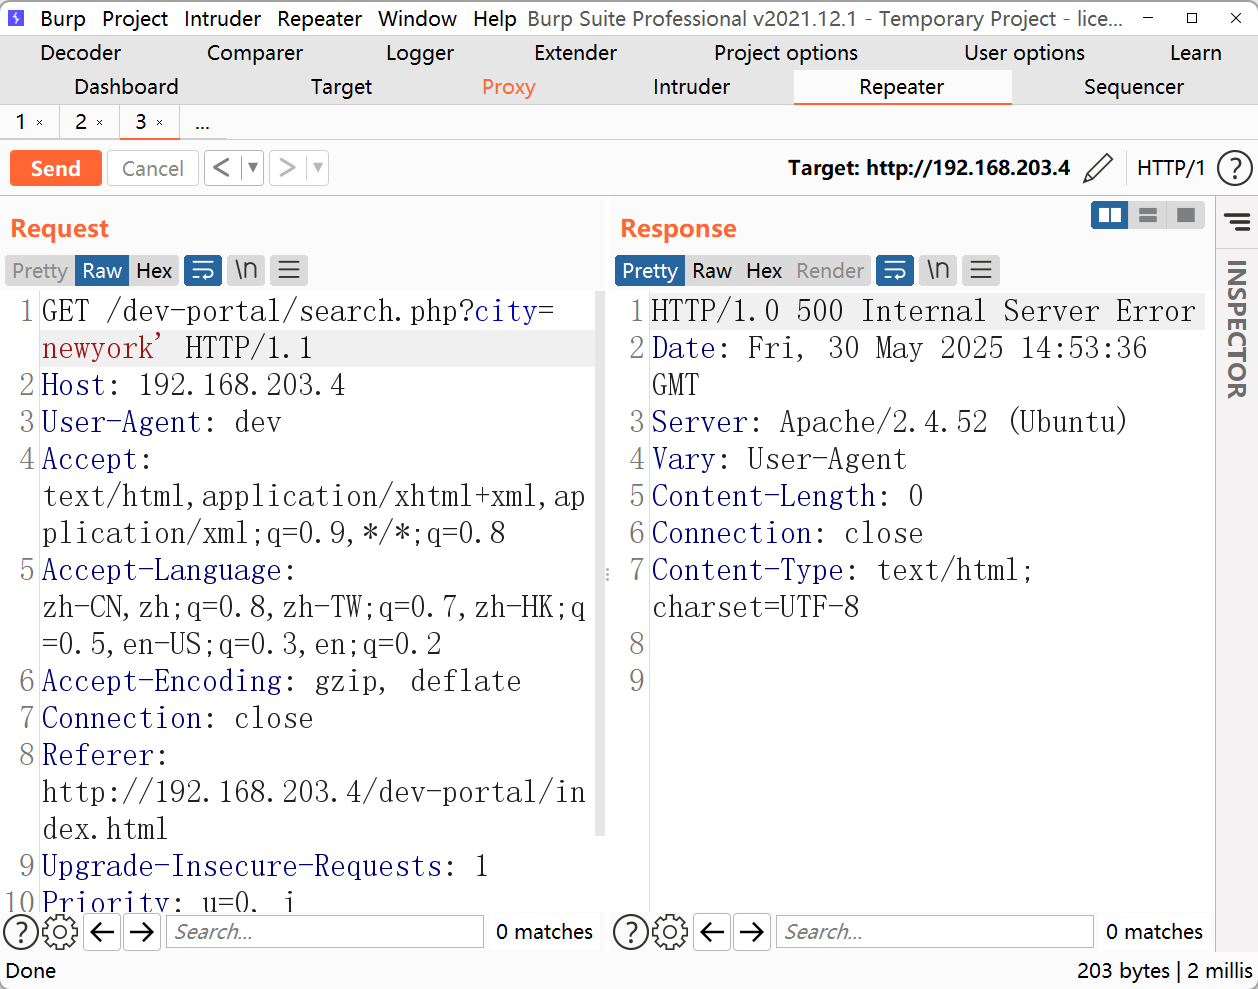 Burp Project Intruder Repeater Window Help Burp Suite Professional v2021.12.1 - Temporary Project - lice...
Decoder Comparer Logger Extender Project options User options Learn
Dashboard Target Proxy Intruder Repeater Sequencer
1 × 2 × 3 × ...
Send Cancel < > Target: http://192.168.203.4 HTTP/1 ?
Request
Pretty Raw Hex \n
1 GET /dev-portal/search.php?city=
newyork' HTTP/1.1
2 Host: 192.168.203.4
3 User-Agent: dev
4 Accept:
text/html,application/xhtml+xml,ap
plication/xml;q=0.9,*/*;q=0.8
5 Accept-Language:
zh-CN,zh;q=0.8,zh-TW;q=0.7,zh-HK;q
=0.5,en-US;q=0.3,en;q=0.2
6 Accept-Encoding: gzip, deflate
7 Connection: close
8 Referer:
http://192.168.203.4/dev-portal/in
dex.html
9 Upgrade-Insecure-Requests: 1
10 Priority: u=0, i
? Search... 0 matches
Response
Pretty Raw Hex Render \n
1 HTTP/1.0 500 Internal Server Error
2 Date: Fri, 30 May 2025 14:53:36
GMT
3 Server: Apache/2.4.52 (Ubuntu)
4 Vary: User-Agent
5 Content-Length: 0
6 Connection: close
7 Content-Type: text/html;
charset=UTF-8
8
9
? Search... 0 matches
INSPECTOR
Done 203 bytes | 2 millis